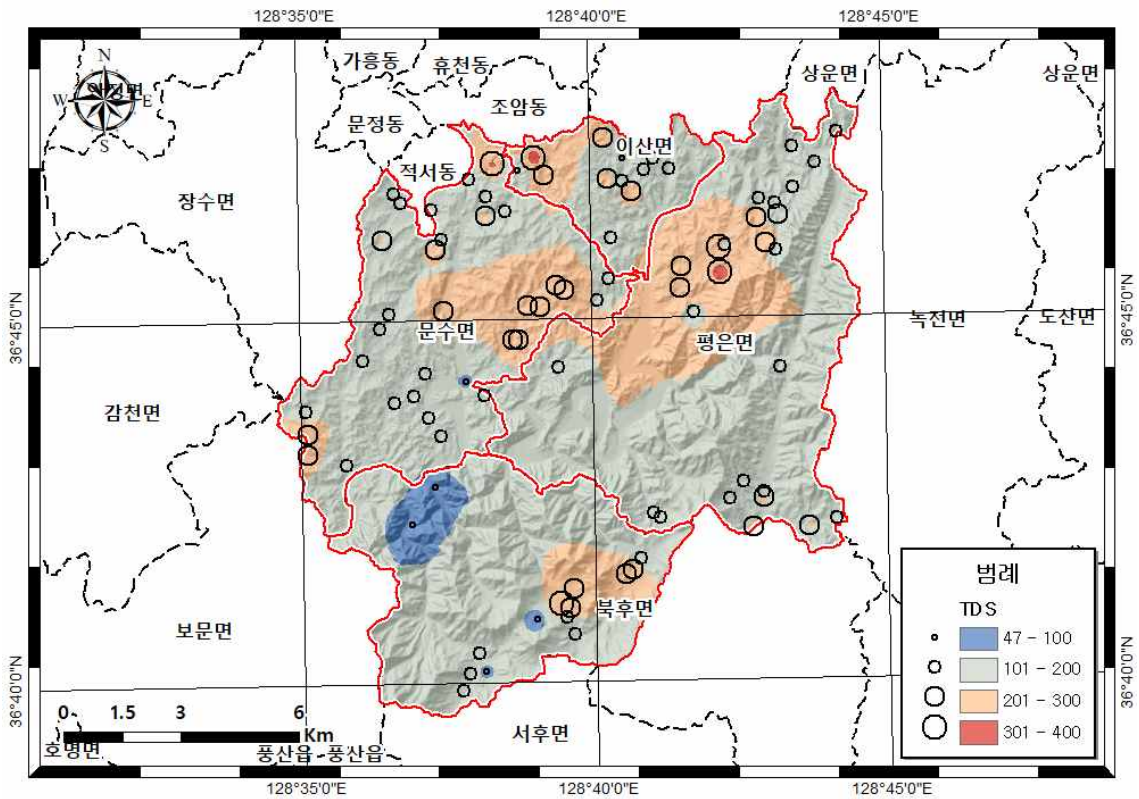 128°35'0"E 128°40'0"E 128°45'0"E
가흥동 휴천동 상운면 상운면
N
W E
S
조암동
문정동 이산면
적서동
장수면
36°45'0"N 36°45'0"N
문수면 평은면 녹전면 도산면
감천면
범례
TDS
47 - 100
101 - 200
201 - 300
301 - 400
북후면
보문면
36°40'0"N 36°40'0"N
0 1.5 3 6
Km
서후면
호명면 풍산읍 풍산읍
128°35'0"E 128°40'0"E 128°45'0"E